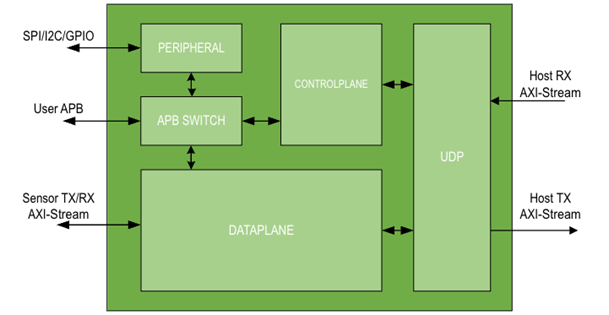 SPI/I2C/GPIO
PERIPHERAL
CONTROLPLANE
Host RX
AXI-Stream
User APB
APB SWITCH
UDP
Sensor TX/RX
AXI-Stream
DATAPLANE
Host TX
AXI-Stream